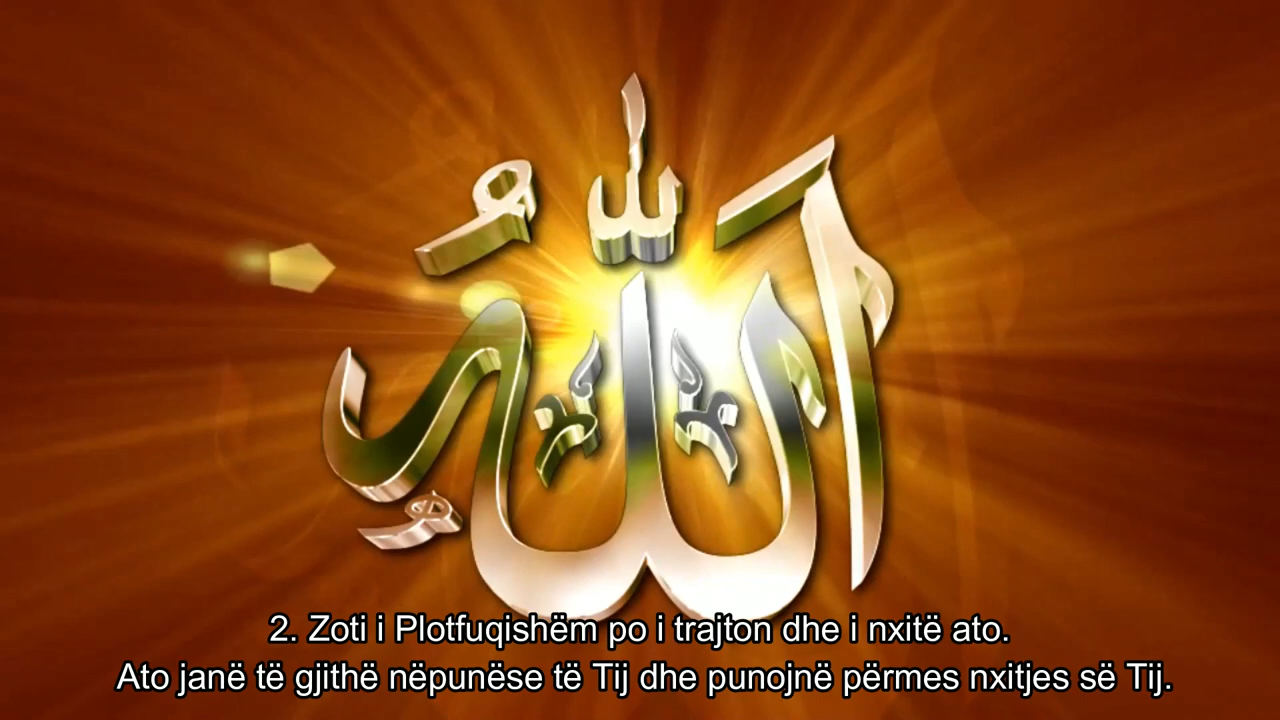 اللّٰه
2. Zoti i Plotfuqishëm po i trajton dhe i nxitë ato.
Ato janë të gjithë nëpunëse të Tij dhe punojnë përmes nxitjes së Tij.